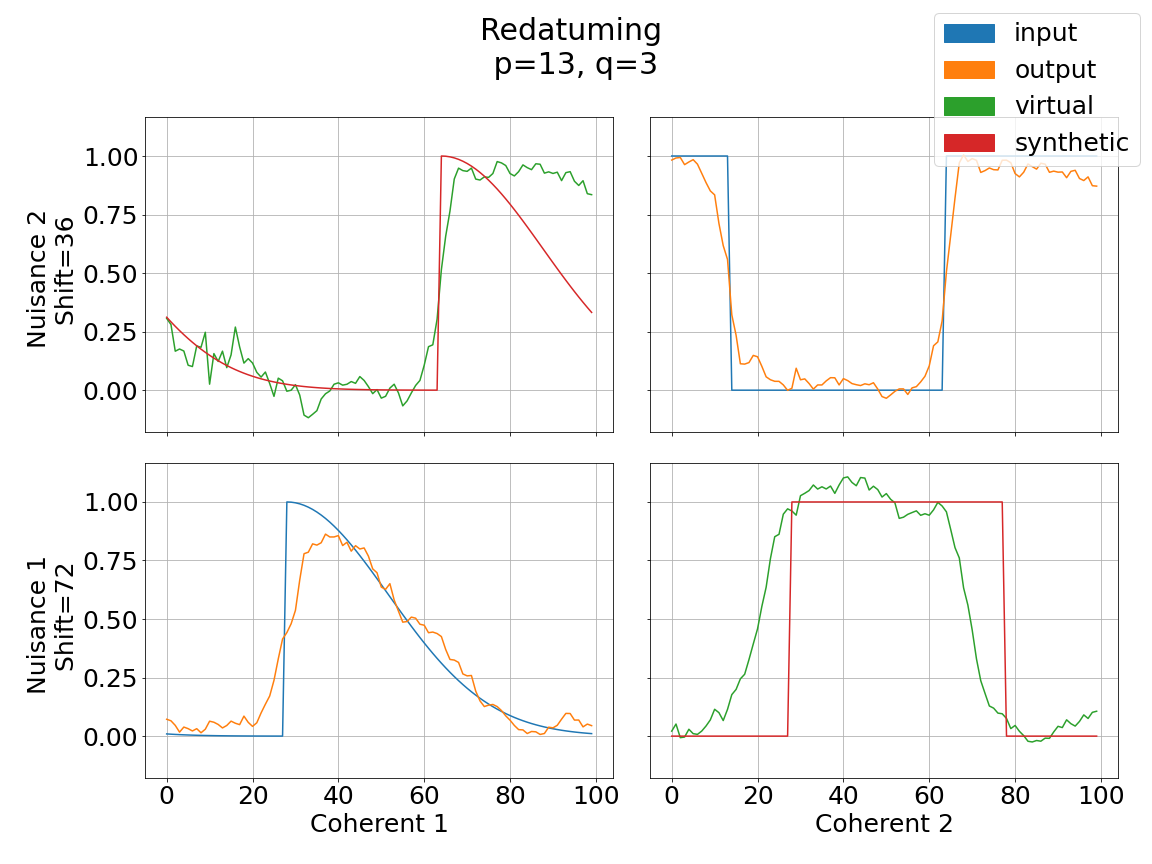 Redatuming
p=13, q=3
input
output
virtual
synthetic
Nuisance 2
Shift=36
1.00
0.75
0.50
0.25
0.00
Nuisance 1
Shift=72
1.00
0.75
0.50
0.25
0.00
0 20 40 60 80 100
0 20 40 60 80 100
Coherent 1
Coherent 2